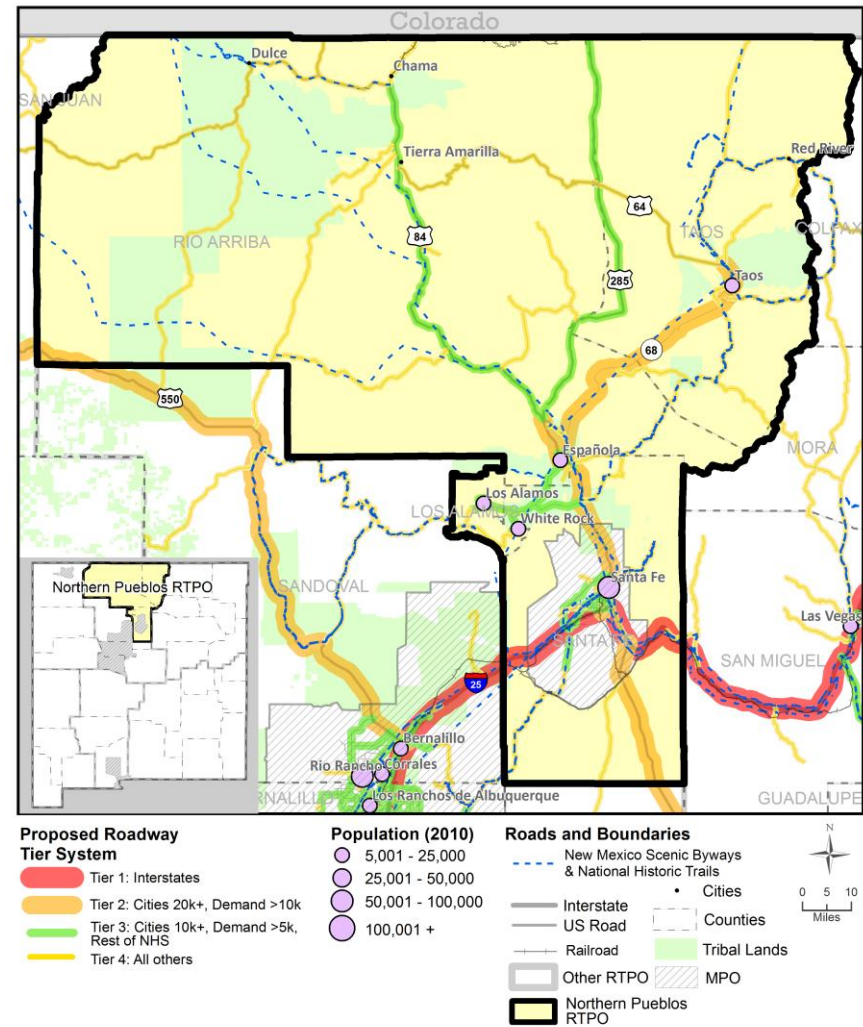 Colorado
Dulce
Chama
SAN JUAN
Tierra Amarilla
Red River
64
TAOS
COLFAX
RIO ARRIBA
84
285
Taos
68
550
Española
MORA
Los Alamos
LOS ALAMOS
White Rock
Northern Pueblos RTPO
SANDOVAL
Santa Fe
Las Vegas
SANTA FE
SAN MIGUEL
25
Bernalillo
Rio Rancho
Corrales
Los Ranchos de Albuquerque
GUADALUPE
Proposed Roadway
Tier System
Tier 1: Interstates
Tier 2: Cities 20k+, Demand >10k
Tier 3: Cities 10k+, Demand >5k,
Rest of NHS
Tier 4: All others
Population (2010)
5,001 - 25,000
25,001 - 50,000
50,001 - 100,000
100,001 +
Roads and Boundaries
New Mexico Scenic Byways
& National Historic Trails
Interstate
US Road
Railroad
Other RTPO
Northern Pueblos
RTPO
Cities
Counties
Tribal Lands
MPO
N
0 5 10
Miles